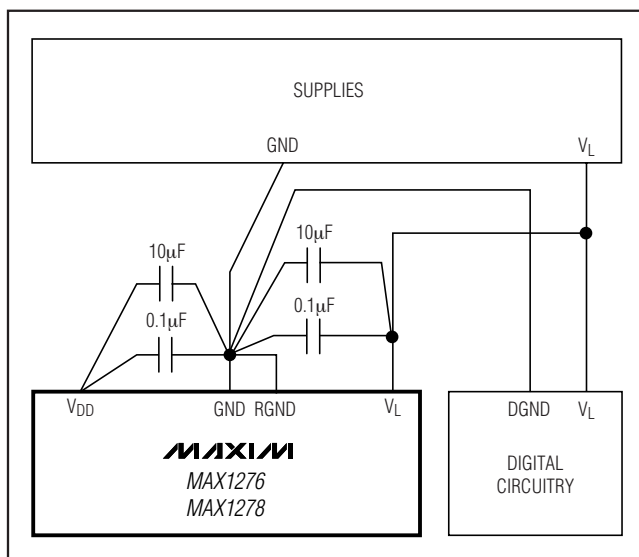 SUPPLIES
GND VL
10µF 10µF
0.1µF 0.1µF
VDD GND RGND VL DGND VL
MAXIM
MAX1276
MAX1278
DIGITAL
CIRCUITRY